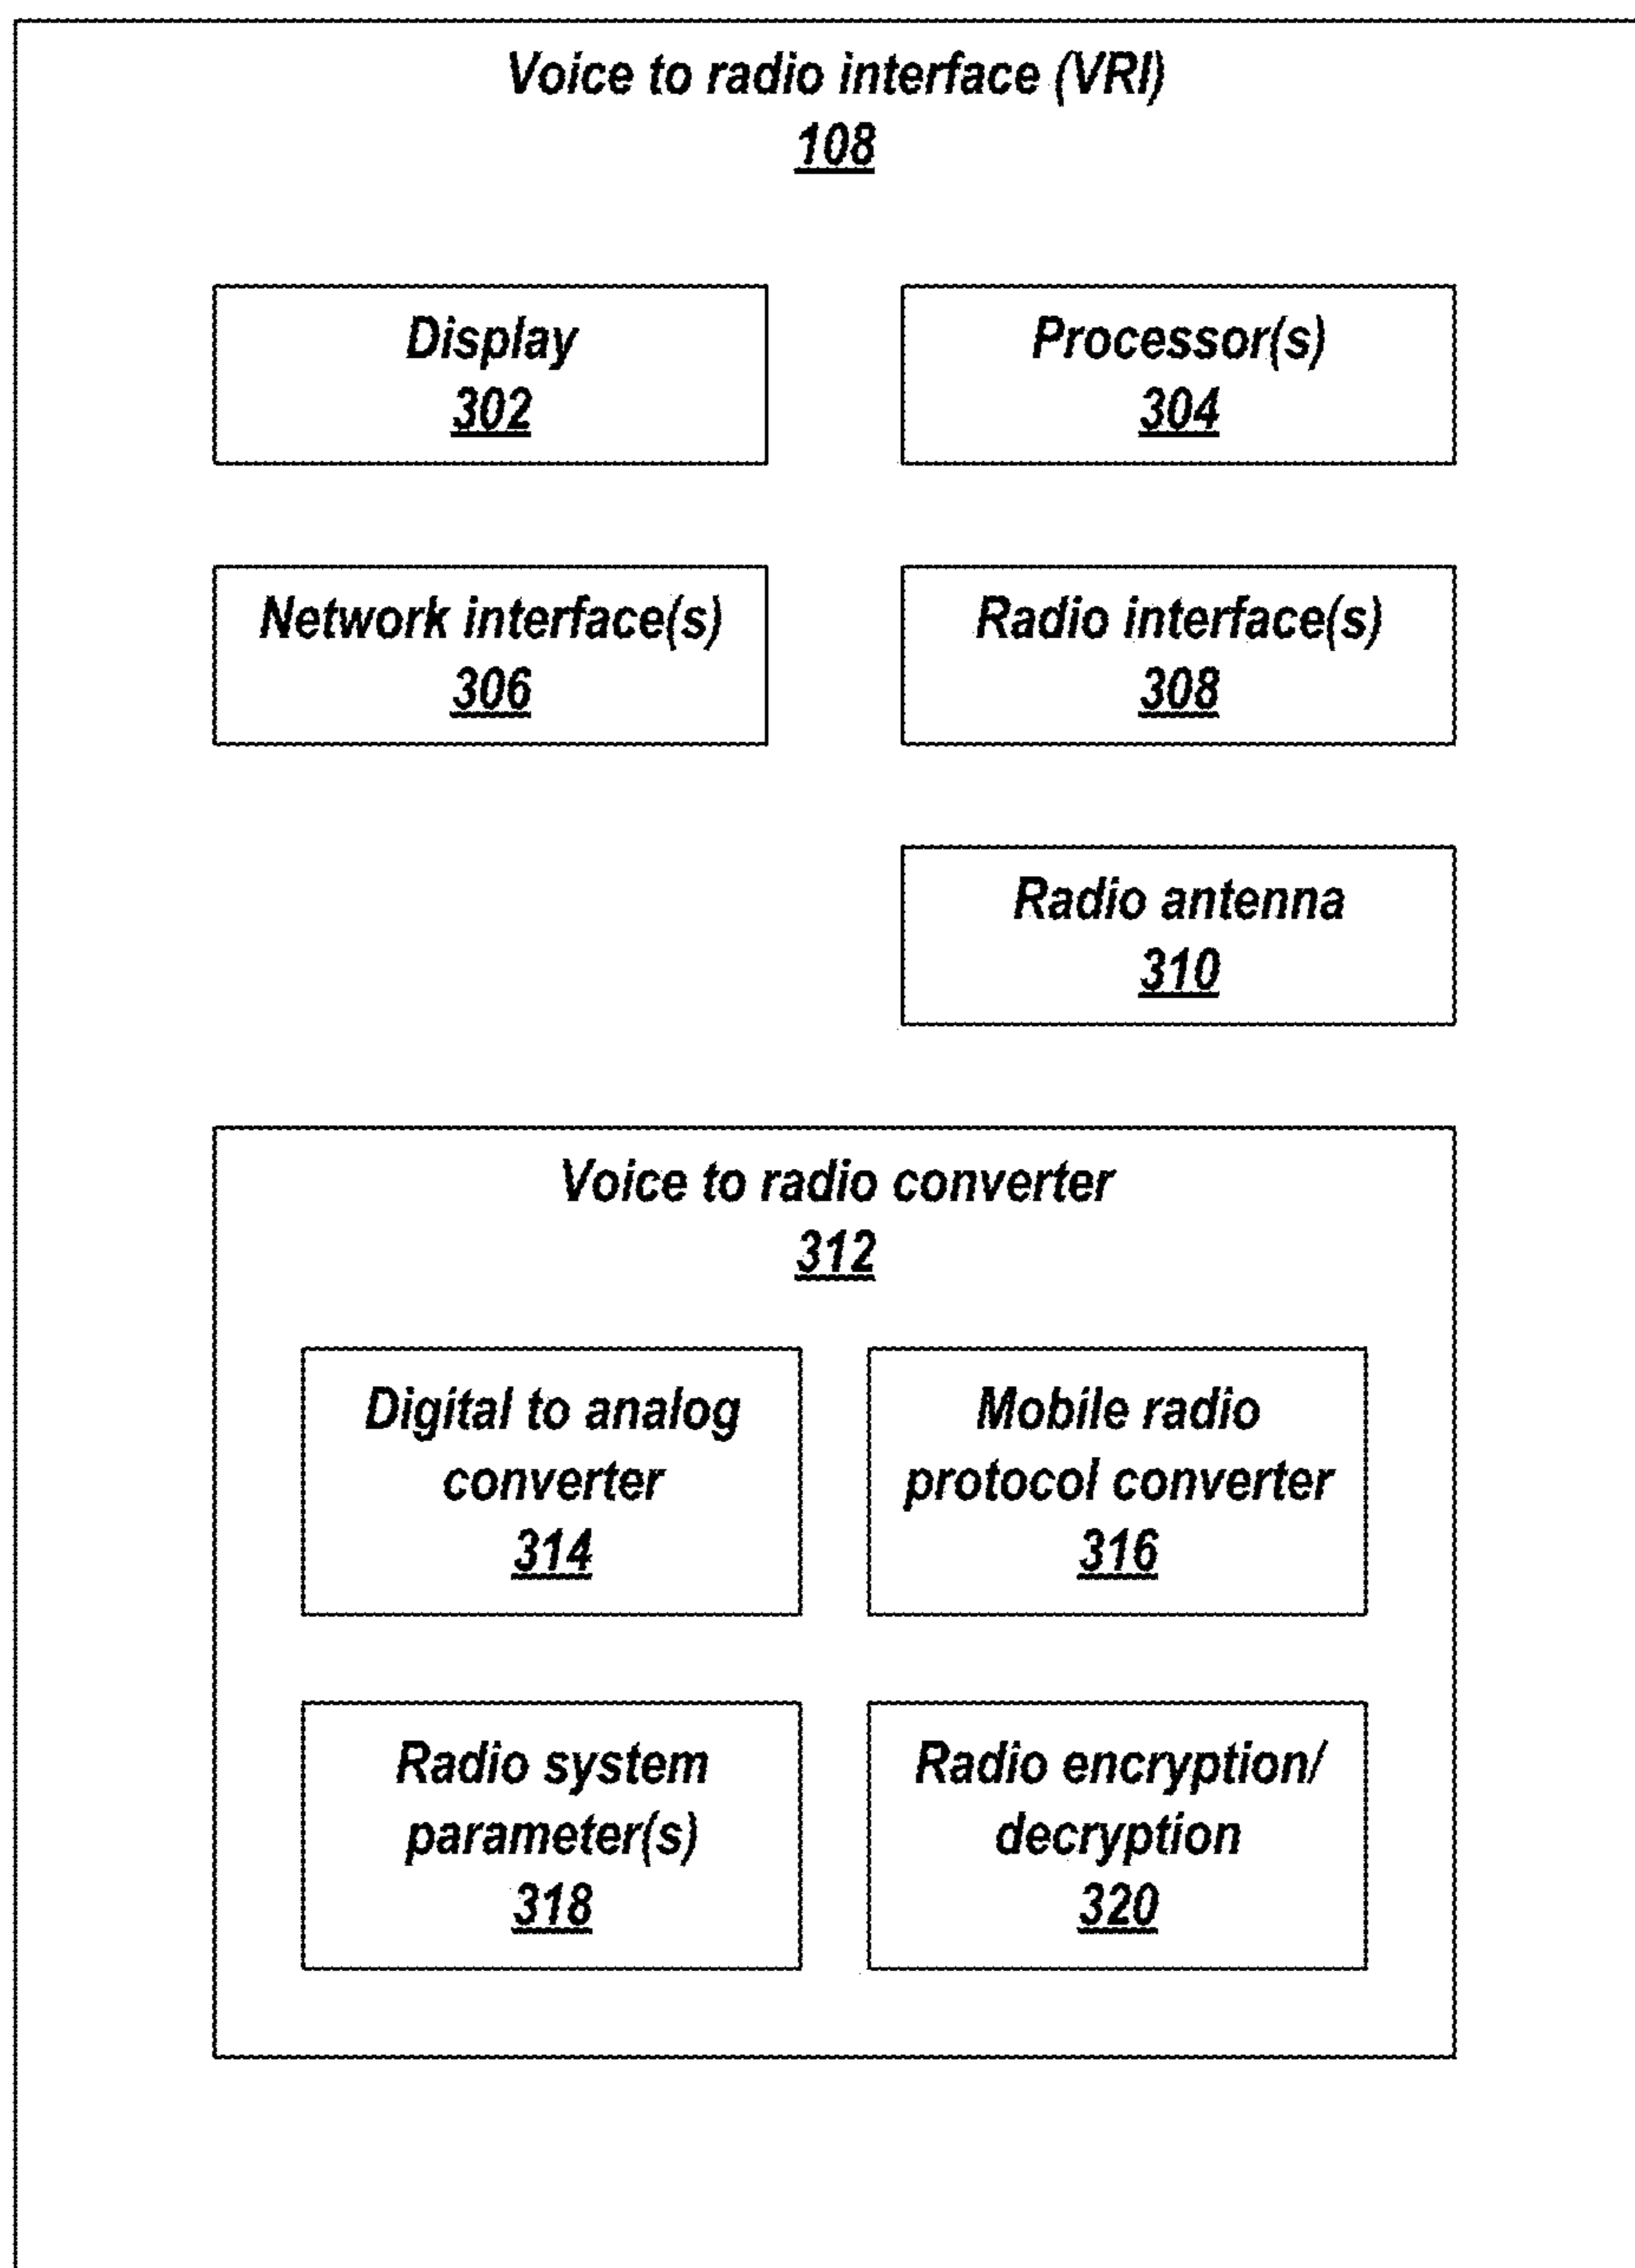 Voice to radio interface (VRI)
108
Display
302
Processor(s)
304
Network interface(s)
306
Radio interface(s)
308
Radio antenna
310
Voice to radio converter
312
Digital to analog
converter
314
Mobile radio
protocol converter
316
Radio system
parameter(s)
318
Radio encryption/
decryption
320